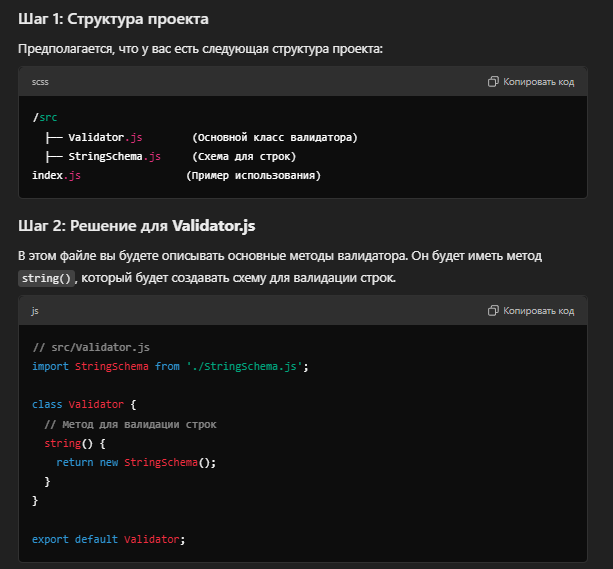 Шаг 1: Структура проекта
Предполагается, что у вас есть следующая структура проекта:
scss
Копировать код
/src
├── Validator.js        (Основной класс валидатора)
├── StringSchema.js     (Схема для строк)
index.js                (Пример использования)
Шаг 2: Решение для Validator.js
В этом файле вы будете описывать основные методы валидатора. Он будет иметь метод
string(), который будет создавать схему для валидации строк.
js
Копировать код
// src/Validator.js
import StringSchema from './StringSchema.js';
class Validator {
  // Метод для валидации строк
  string() {
    return new StringSchema();
  }
}
export default Validator;